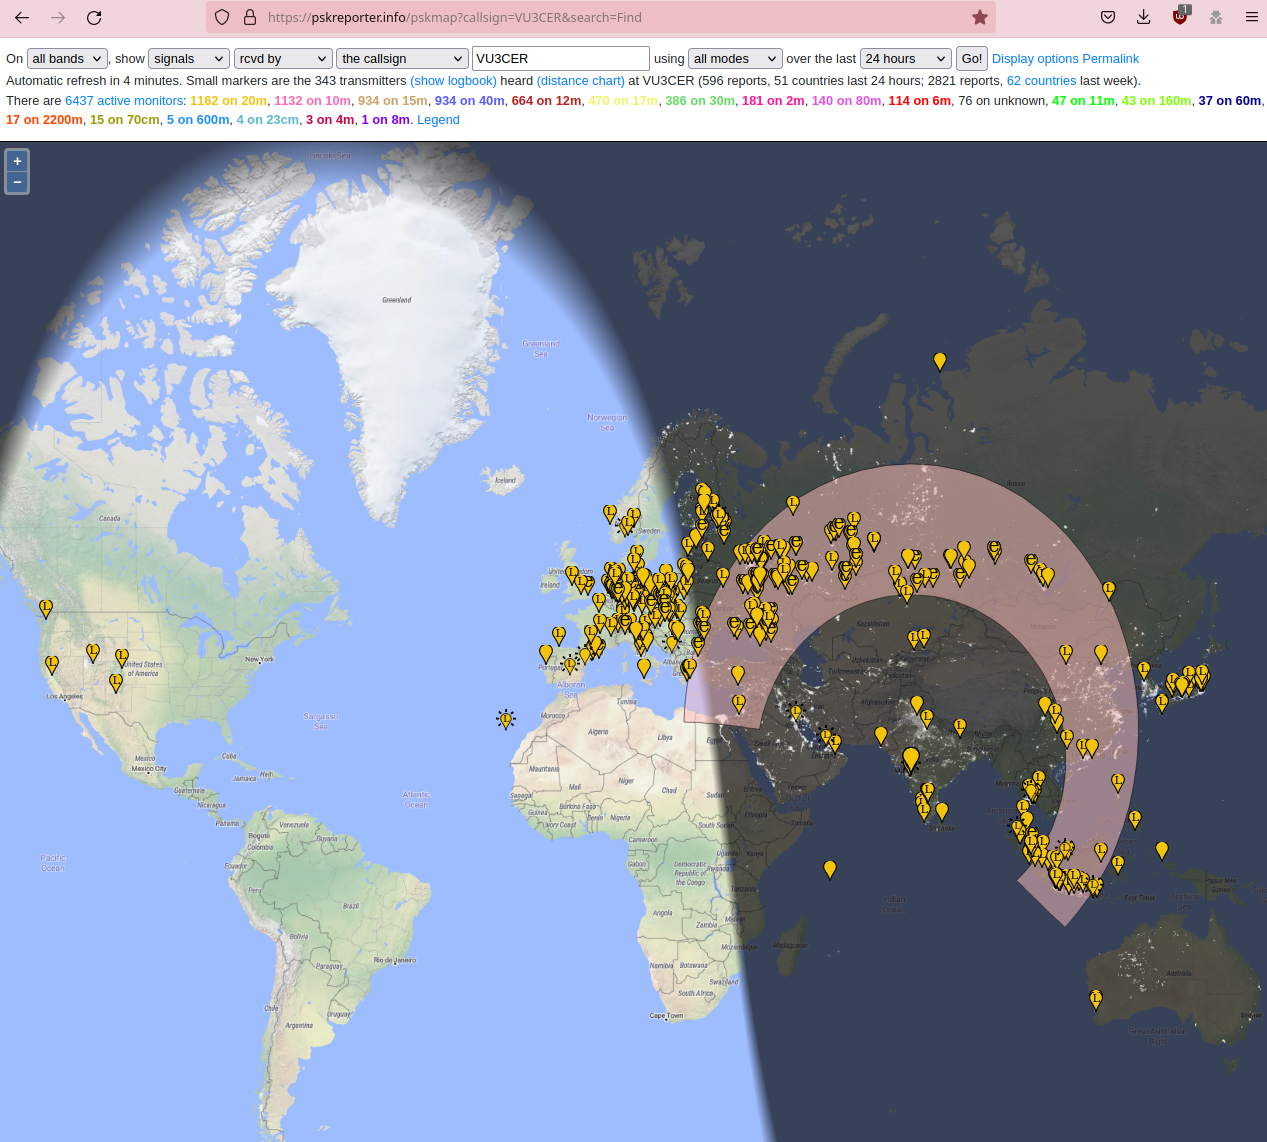 https://pskreporter.info/pskmap?callsign=VU3CER&search=Find
1
On all bands , show signals rcvd by the callsign VU3CER using all modes over the last 24 hours Go! Display options Permalink
Automatic refresh in 4 minutes. Small markers are the 343 transmitters (show logbook) heard (distance chart) at VU3CER (596 reports, 51 countries last 24 hours; 2821 reports, 62 countries last week).
There are 6437 active monitors: 1162 on 20m, 1132 on 10m, 934 on 15m, 934 on 40m, 664 on 12m, 470 on 17m, 386 on 30m, 181 on 2m, 140 on 80m, 114 on 6m, 76 on unknown, 47 on 11m, 43 on 160m, 37 on 60m,
17 on 2200m, 15 on 70cm, 5 on 600m, 4 on 23cm, 3 on 4m, 1 on 8m. Legend
+
−
Lincoln Sea
Greenland
Greenland
Sea
Norwegian
Sea
Iceland
Sweden
Russia
Canada
United Kingdom
Ireland
Kazakhstan
Mongolia
United States
of America
New York
Los Angeles
Portugal
Alboran
Sea
Tunisia
Morocco
Algeria
Libya
Egypt
Saudi Arabia
Sargasso
Sea
Mexico
Mexico City
Cuba
Haiti
Jamaica
Guatemala
Nicaragua
Panama
Atlantic
Ocean
Mauritania
Mali
Niger
Chad
Sudan
Eritrea
Yemen
Senegal
Guinea
Burkina Faso
Benin
Nigeria
Ivory Coast
Ethiopia
Somalia
South Sudan
Cameroon
Uganda
Kenya
Gabon
Democratic
Republic of
the Congo
Rwanda
Tanzania
Venezuela
Bogota
Colombia
Guyana
Ecuador
Pacific
Ocean
Peru
Brazil
Bolivia
Rio de Janeiro
Paraguay
Chile
Uruguay
Argentina
Angola
Zambia
Malawi
Mozambique
Madagascar
Namibia
Botswana
Swaziland
South Africa
Cape Town
Indian
Ocean
Sri Lanka
East Timor
Papua New
Guinea
Arafura
Sea
Australia
Great Australian
Bight
Sydney